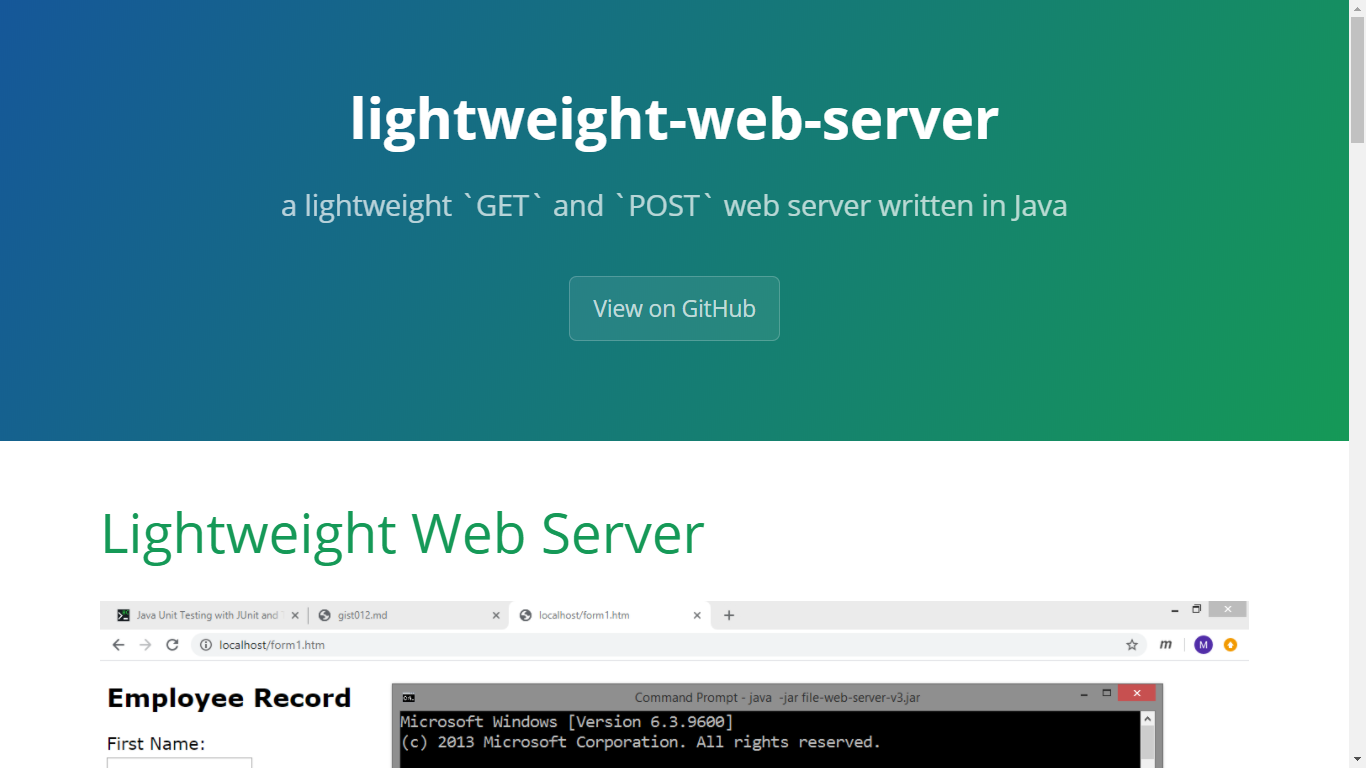 lightweight-web-server
a lightweight `GET` and `POST` web server written in Java
View on GitHub
Lightweight Web Server
Java Unit Testing with JUnit and
gist012.md
localhost/form1.htm
localhost/form1.htm
m
M
Employee Record
Command Prompt - java -jar file-web-server-v3.jar
Microsoft Windows [Version 6.3.9600]
(c) 2013 Microsoft Corporation. All rights reserved.
First Name: